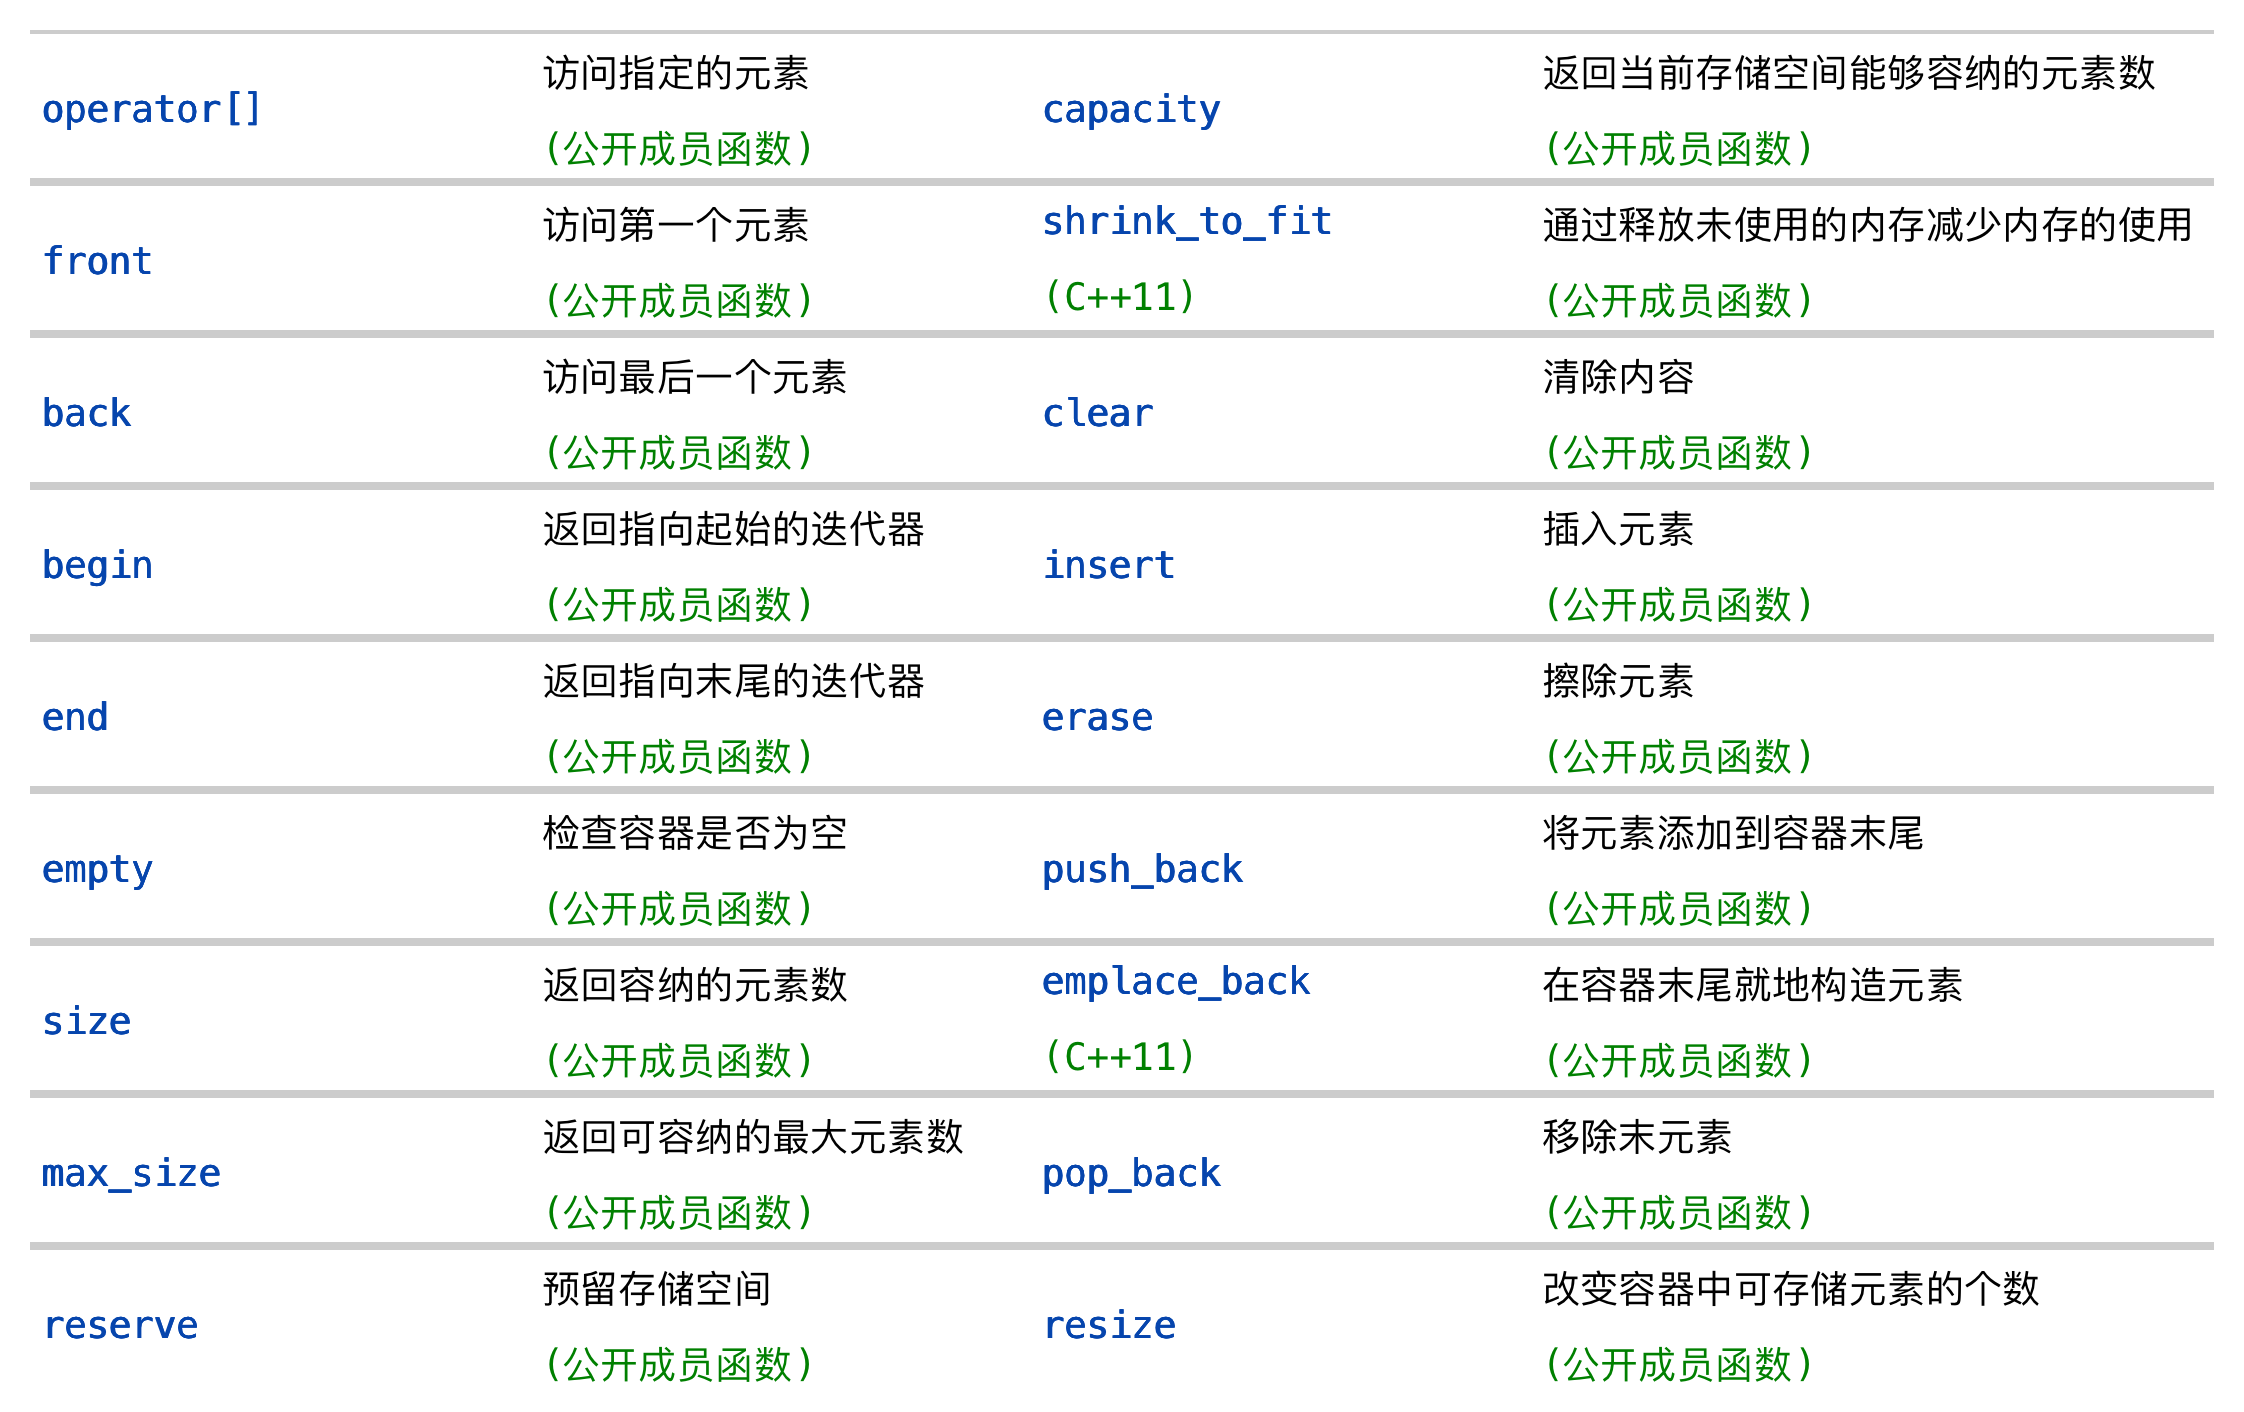 operator[]
访问指定的元素
(公开成员函数)
capacity
返回当前存储空间能够容纳的元素数
(公开成员函数)
front
访问第一个元素
(公开成员函数)
shrink_to_fit
(C++11)
通过释放未使用的内存减少内存的使用
(公开成员函数)
back
访问最后一个元素
(公开成员函数)
clear
清除内容
(公开成员函数)
begin
返回指向起始的迭代器
(公开成员函数)
insert
插入元素
(公开成员函数)
end
返回指向末尾的迭代器
(公开成员函数)
erase
擦除元素
(公开成员函数)
empty
检查容器是否为空
(公开成员函数)
push_back
将元素添加到容器末尾
(公开成员函数)
size
返回容纳的元素数
(公开成员函数)
emplace_back
(C++11)
在容器末尾就地构造元素
(公开成员函数)
max_size
返回可容纳的最大元素数
(公开成员函数)
pop_back
移除末元素
(公开成员函数)
reserve
预留存储空间
(公开成员函数)
resize
改变容器中可存储元素的个数
(公开成员函数)